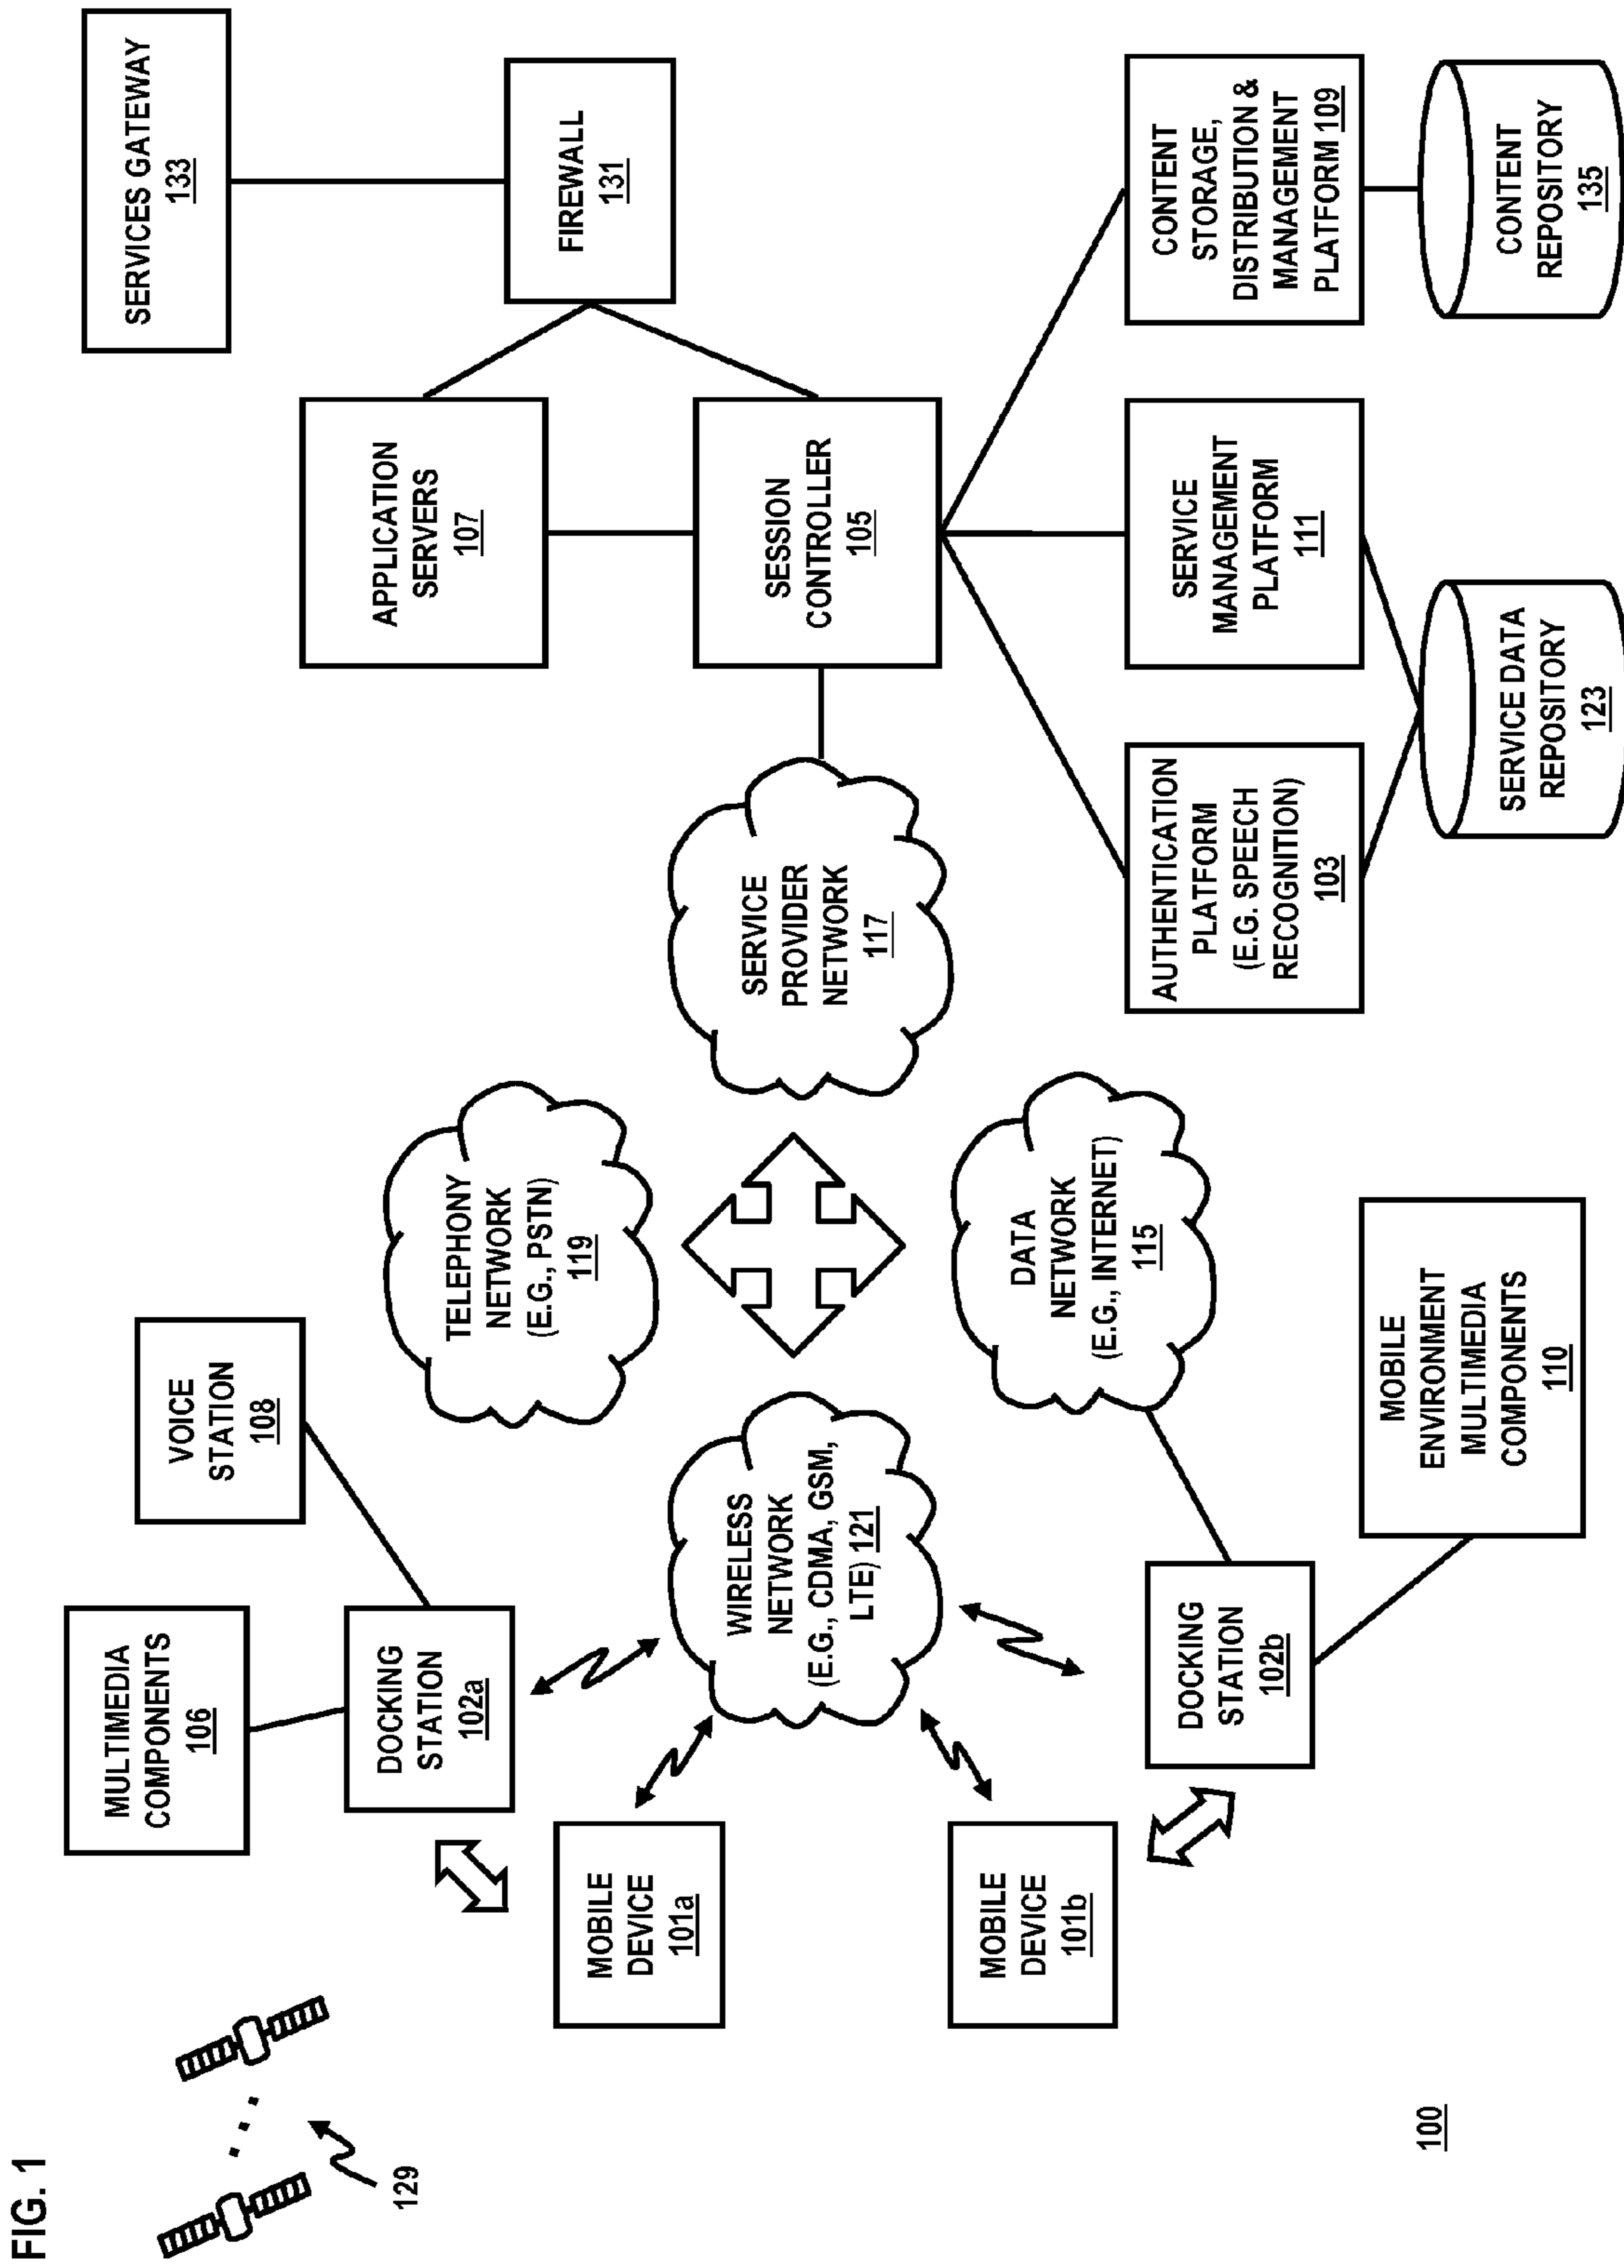 FIG. 1
129
100
MULTIMEDIA
COMPONENTS
106
VOICE
STATION
108
DOCKING
STATION
102a
MOBILE
DEVICE
101a
MOBILE
DEVICE
101b
DOCKING
STATION
102b
MOBILE
ENVIRONMENT
MULTIMEDIA
COMPONENTS
110
WIRELESS
NETWORK
(E.G., CDMA, GSM,
LTE) 121
TELEPHONY
NETWORK
(E.G., PSTN)
119
DATA
NETWORK
(E.G., INTERNET)
115
SERVICE
PROVIDER
NETWORK
117
SERVICES GATEWAY
133
FIREWALL
131
APPLICATION
SERVERS
107
SESSION
CONTROLLER
105
AUTHENTICATION
PLATFORM
(E.G. SPEECH
RECOGNITION)
103
SERVICE
MANAGEMENT
PLATFORM
111
CONTENT
STORAGE,
DISTRIBUTION &
MANAGEMENT
PLATFORM 109
SERVICE DATA
REPOSITORY
123
CONTENT
REPOSITORY
135